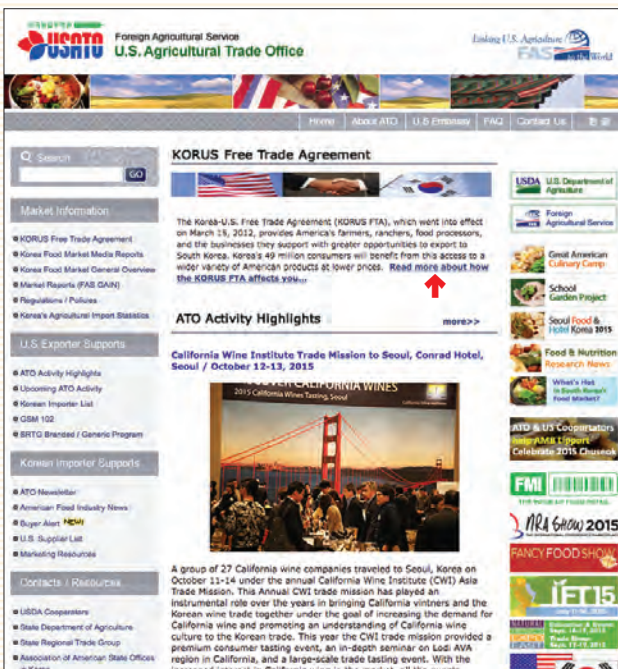 USATO
Foreign Agricultural Service
U.S. Agricultural Trade Office
Linking U.S. Agriculture
FAS
to the World
Home
About ATO
U.S Embassy
FAQ
Contact Us
Search
GO
Market Information
KORUS Free Trade Agreement
Korea Food Market Media Reports
Korea Food Market General Overview
Market Reports (FAS GAIN)
Regulations / Policies
Korea's Agricultural Import Statistics
U.S. Exporter Supports
ATO Activity Highlights
Upcoming ATO Activity
Korean Importer List
GSM 102
SRTG Branded / Generic Program
Korean Importer Supports
ATO Newsletter
American Food Industry News
Buyer Alert NEW!
U.S. Supplier List
Marketing Resources
Contacts / Resources
USDA Cooperators
State Department of Agriculture
State Regional Trade Group
Association of American State Offices
KORUS Free Trade Agreement
The Korea-U.S. Free Trade Agreement (KORUS FTA), which went into effect
on March 15, 2012, provides America's farmers, ranchers, food processors,
and the businesses they support with greater opportunities to export to
South Korea. Korea's 49 million consumers will benefit from this access to a
wider variety of American products at lower prices. Read more about how
the KORUS FTA affects you...
ATO Activity Highlights
more>>
California Wine Institute Trade Mission to Seoul, Conrad Hotel,
Seoul / October 12-13, 2015
DISCOVER CALIFORNIA WINES
2015 California Wines Tasting, Seoul
A group of 27 California wine companies traveled to Seoul, Korea on
October 11-14 under the annual California Wine Institute (CWI) Asia
Trade Mission. This Annual CWI trade mission has played an
instrumental role over the years in bringing California vintners and the
Korean wine trade together under the goal of increasing the demand for
California wine and promoting an understanding of California wine
culture to the Korean trade. This year the CWI trade mission provided a
premium consumer tasting event, an in-depth seminar on Lodi AVA
region in California, and a large-scale trade tasting event. With the
USDA U.S. Department of
Agriculture
Foreign
Agricultural Service
Great American
Culinary Camp
School
Garden Project
Seoul Food &
Hotel Korea 2015
Food & Nutrition
Research News
What's Hot
in South Korea's
Food Market?
ATO & US Cooperators
Celebrate 2015 Chuseok
FMI
NRA SHOW 2015
FANCY FOOD SHOW
IFT15